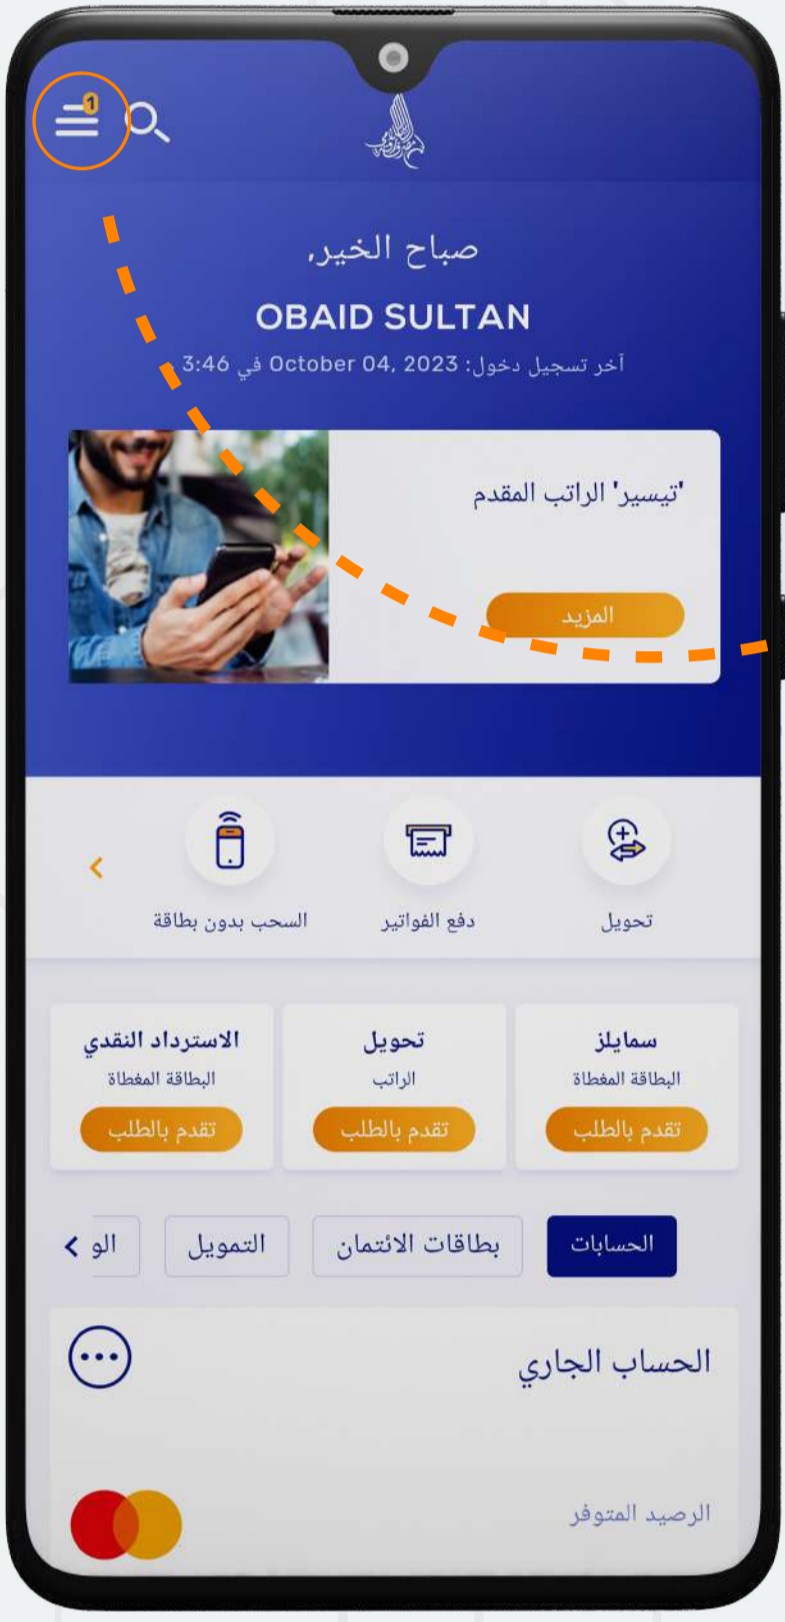 1
صباح الخير,
OBAID SULTAN
آخر تسجيل دخول: October 04, 2023 في 3:46
'تيسير' الراتب المقدم
المزيد
تحويل
دفع الفواتير
السحب بدون بطاقة
سمايلز
البطاقة المغطاة
تقدم بالطلب
تحويل
الراتب
تقدم بالطلب
الاسترداد النقدي
البطاقة المغطاة
تقدم بالطلب
الحسابات
بطاقات الائتمان
التمويل
الو
الحساب الجاري
الرصيد المتوفر